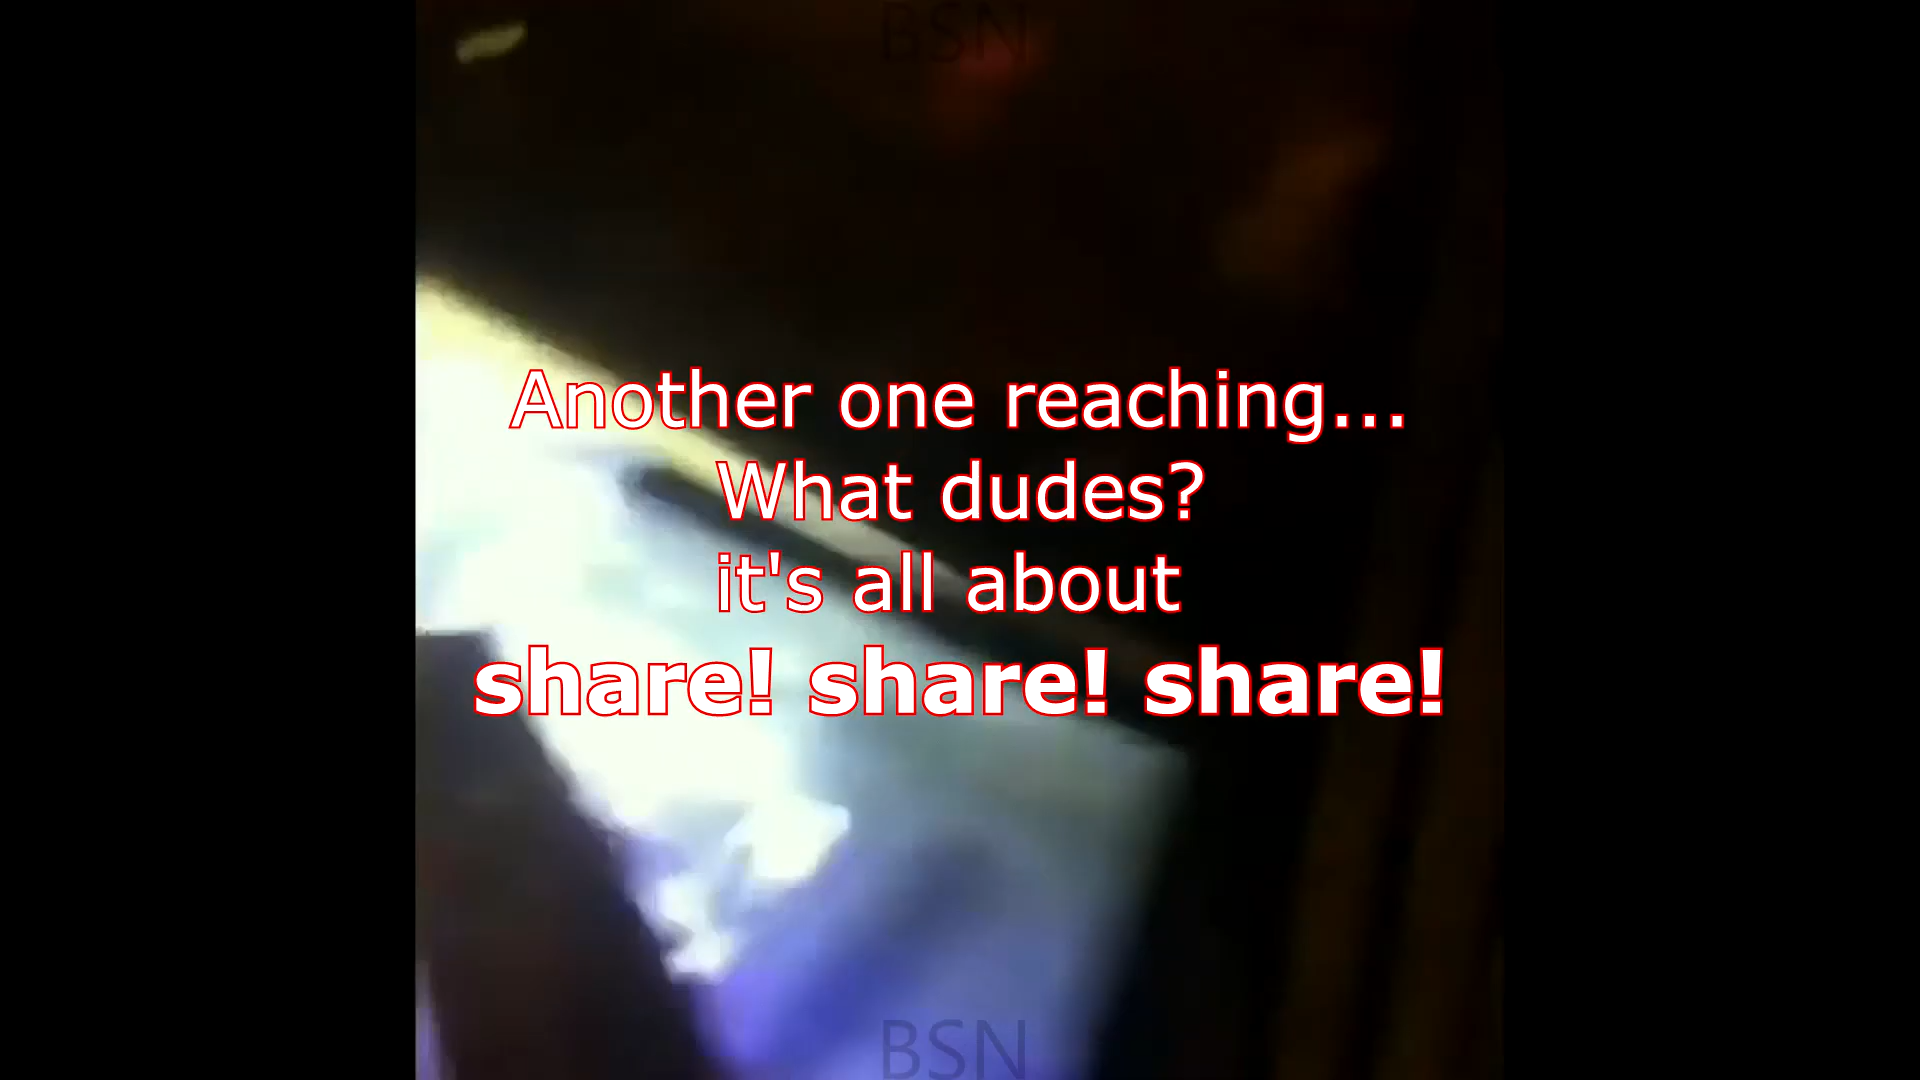 BSN
Another one reaching...
What dudes?
it's all about
share! share! share!
BSN